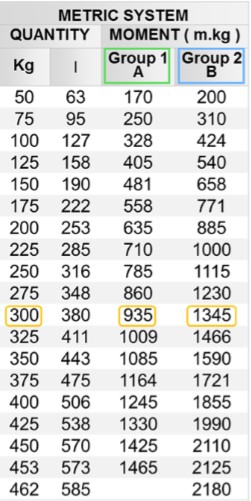 METRIC SYSTEM
QUANTITY MOMENT ( m.kg )
Kg l Group 1 A Group 2 B
50 63 170 200
75 95 250 310
100 127 328 424
125 158 405 540
150 190 481 658
175 222 558 771
200 253 635 885
225 285 710 1000
250 316 785 1115
275 348 860 1230
300 380 935 1345
325 411 1009 1466
350 443 1085 1590
375 475 1164 1721
400 506 1245 1855
425 538 1330 1990
450 570 1425 2110
453 573 1465 2125
462 585 2180